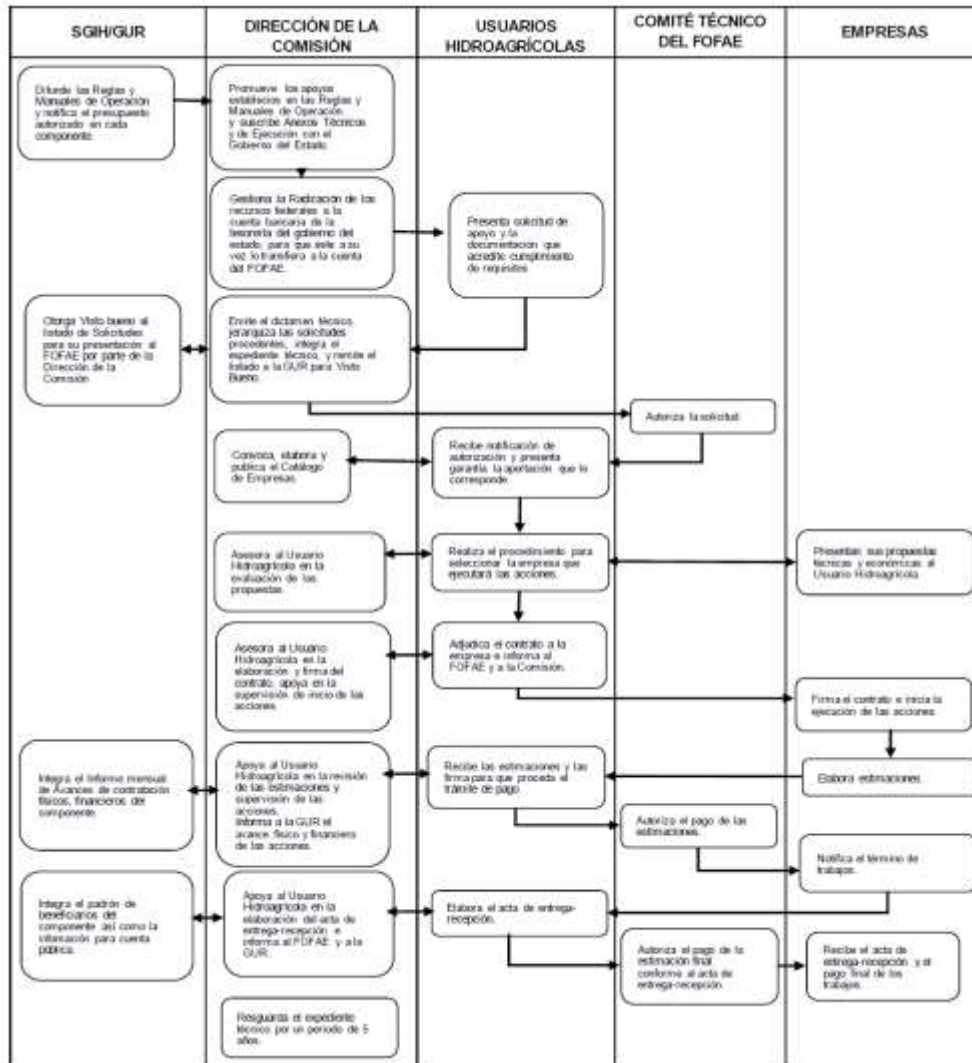 SGIH/GUR
DIRECCIÓN DE LA
COMISIÓN
USUARIOS
HIDROAGRÍCOLAS
COMITÉ TÉCNICO
DEL FOFAE
EMPRESAS
Difunde las Reglas y
Manuales de Operación
y notifica el presupuesto
autorizado en cada
componente.
Promueve los apoyos
establecios en las Reglas y
Manuales de Operación
y suscribe Anexos Técnicos
y de Ejecución con el
Gobierno del Estado.
Gestiona la Radicación de los
recursos federales a la
cuenta bancaria de la
tesorería del gobierno del
estado, para que éste a su
vez lo transfiera a la cuenta
del FOFAE.
Presenta solicitud de
apoyo y la
documentación que
acredite cumplimiento
de requisitos
Otorga Visto bueno al
listado de Solicitudes
para su presentación al
FOFAE por parte de la
Dirección de la
Comisión
Emite el dictamen técnico,
jerarquiza las solicitudes
procedentes, integra el
expediente técnico, y remite el
listado a la GUR para Visto
Bueno.
Autoriza la solicitud.
Convoca, elabora y
publica el Catálogo
de Empresas.
Recibe notificación de
autorización y presenta
garantía la aportación que le
corresponde
Asesora al Usuario
Hidroagrícola en la
evaluación de las
propuestas.
Realiza el procedimiento para
seleccionar la empresa que
ejecutará las acciones.
Presentan sus propuestas
técnicas y económicas al
Usuario Hidroagrícola.
Asesora al Usuario
Hidroagrícola en la
elaboración y firma del
contrato, apoya en la
supervisión de inicio de las
acciones
Adjudica el contrato a la
empresa e informa al
FOFAE y a la Comisión.
Firma el contrato e inicia la
ejecución de las acciones
Integra el Informe mensual
de Avances de contratación
físicos, financieros del
componente.
Apoya al Usuario
Hidroagrícola en la revisión
de las estimaciones y
supervisión de las
acciones.
Informa a la GUR el
avance físico y financiero
de las acciones.
Recibe las estimaciones y las
firma para que proceda el
trámite de pago
Elabora estimaciones.
Autoriza el pago de las
estimaciones.
Notifica el término de
trabajos.
Integra el padrón de
beneficiarios del
componente así como la
información para cuenta
pública.
Apoya al Usuario
Hidroagrícola en la
elaboración del acta de
entrega-recepción e
informa al FOFAE y a la
GUR.
Elabora el acta de entrega-
recepción.
Autoriza el pago de la
estimación final
conforme al acta de
entrega-recepción.
Recibe el acta de
entrega-recepción y el
pago final de los
trabajos.
Resguarda el expediente
técnico por un periodo de 5
años.